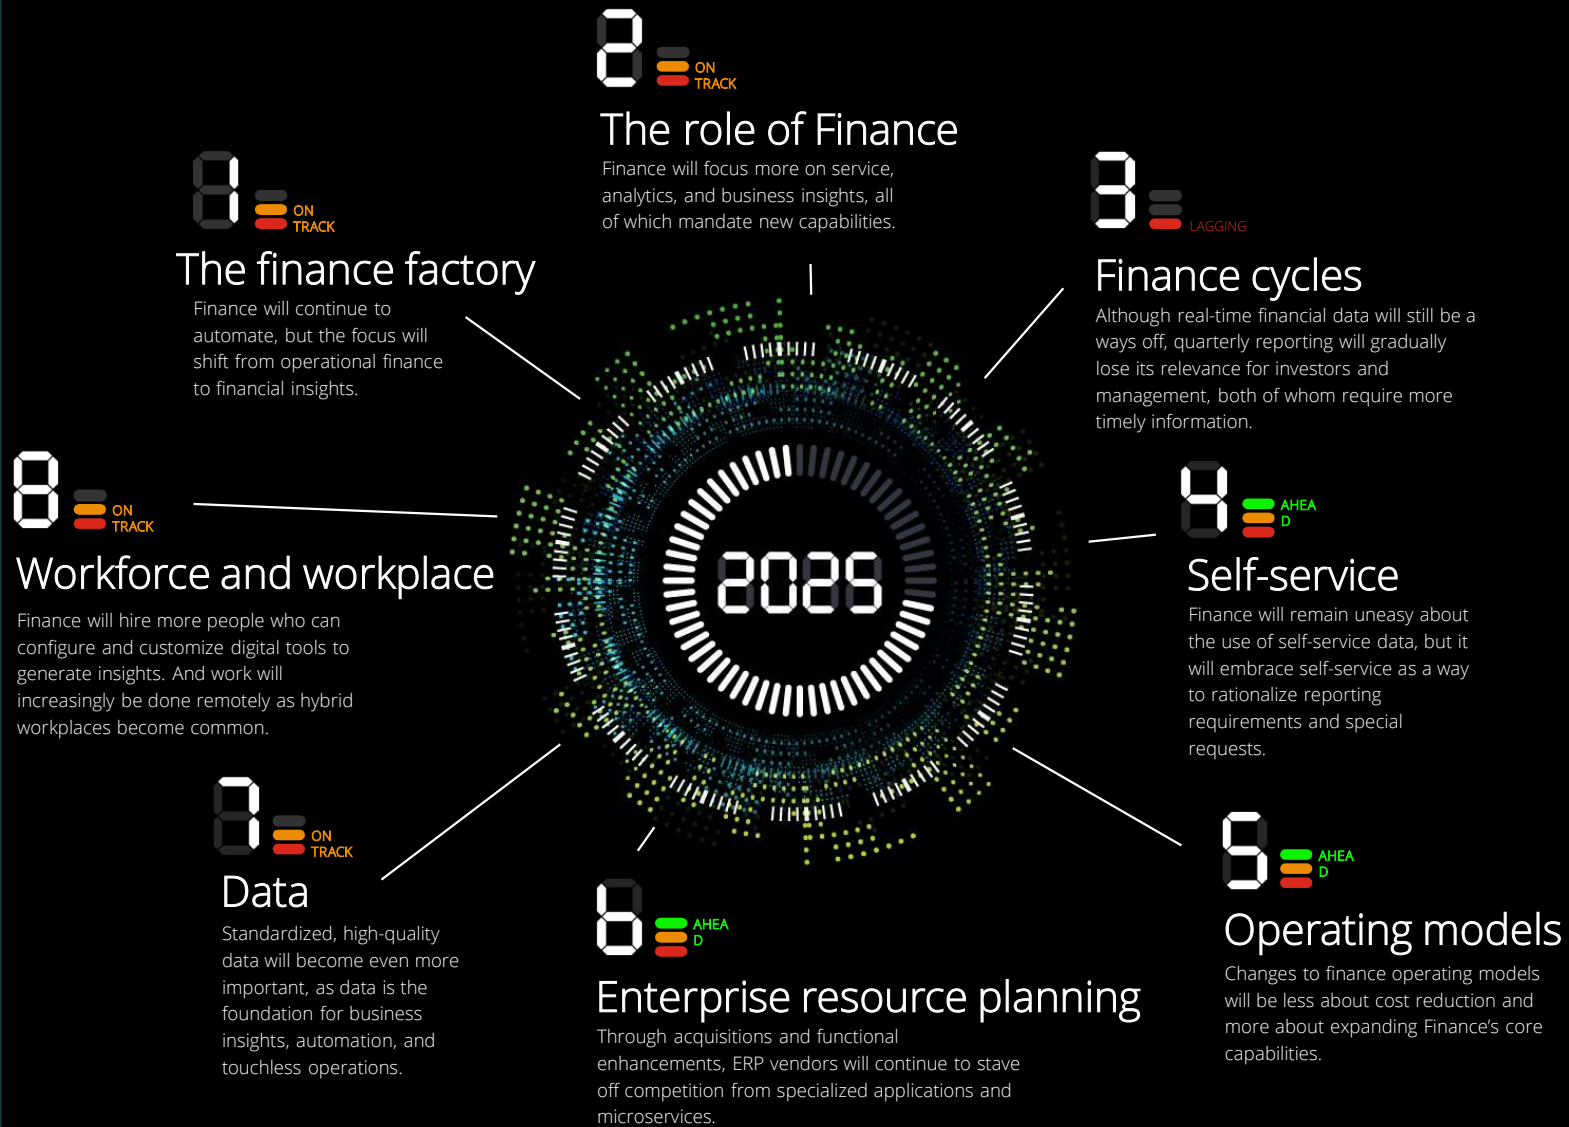 1
ON
TRACK
The finance factory
Finance will continue to
automate, but the focus will
shift from operational finance
to financial insights.
2
ON
TRACK
The role of Finance
Finance will focus more on service,
analytics, and business insights, all
of which mandate new capabilities.
3
LAGGING
Finance cycles
Although real-time financial data will still be a
ways off, quarterly reporting will gradually
lose its relevance for investors and
management, both of whom require more
timely information.
4
AHEA
D
Self-service
Finance will remain uneasy about
the use of self-service data, but it
will embrace self-service as a way
to rationalize reporting
requirements and special
requests.
5
AHEA
D
Operating models
Changes to finance operating models
will be less about cost reduction and
more about expanding Finance’s core
capabilities.
6
AHEA
D
Enterprise resource planning
Through acquisitions and functional
enhancements, ERP vendors will continue to stave
off competition from specialized applications and
microservices.
7
ON
TRACK
Data
Standardized, high-quality
data will become even more
important, as data is the
foundation for business
insights, automation, and
touchless operations.
8
ON
TRACK
Workforce and workplace
Finance will hire more people who can
configure and customize digital tools to
generate insights. And work will
increasingly be done remotely as hybrid
workplaces become common.
2025